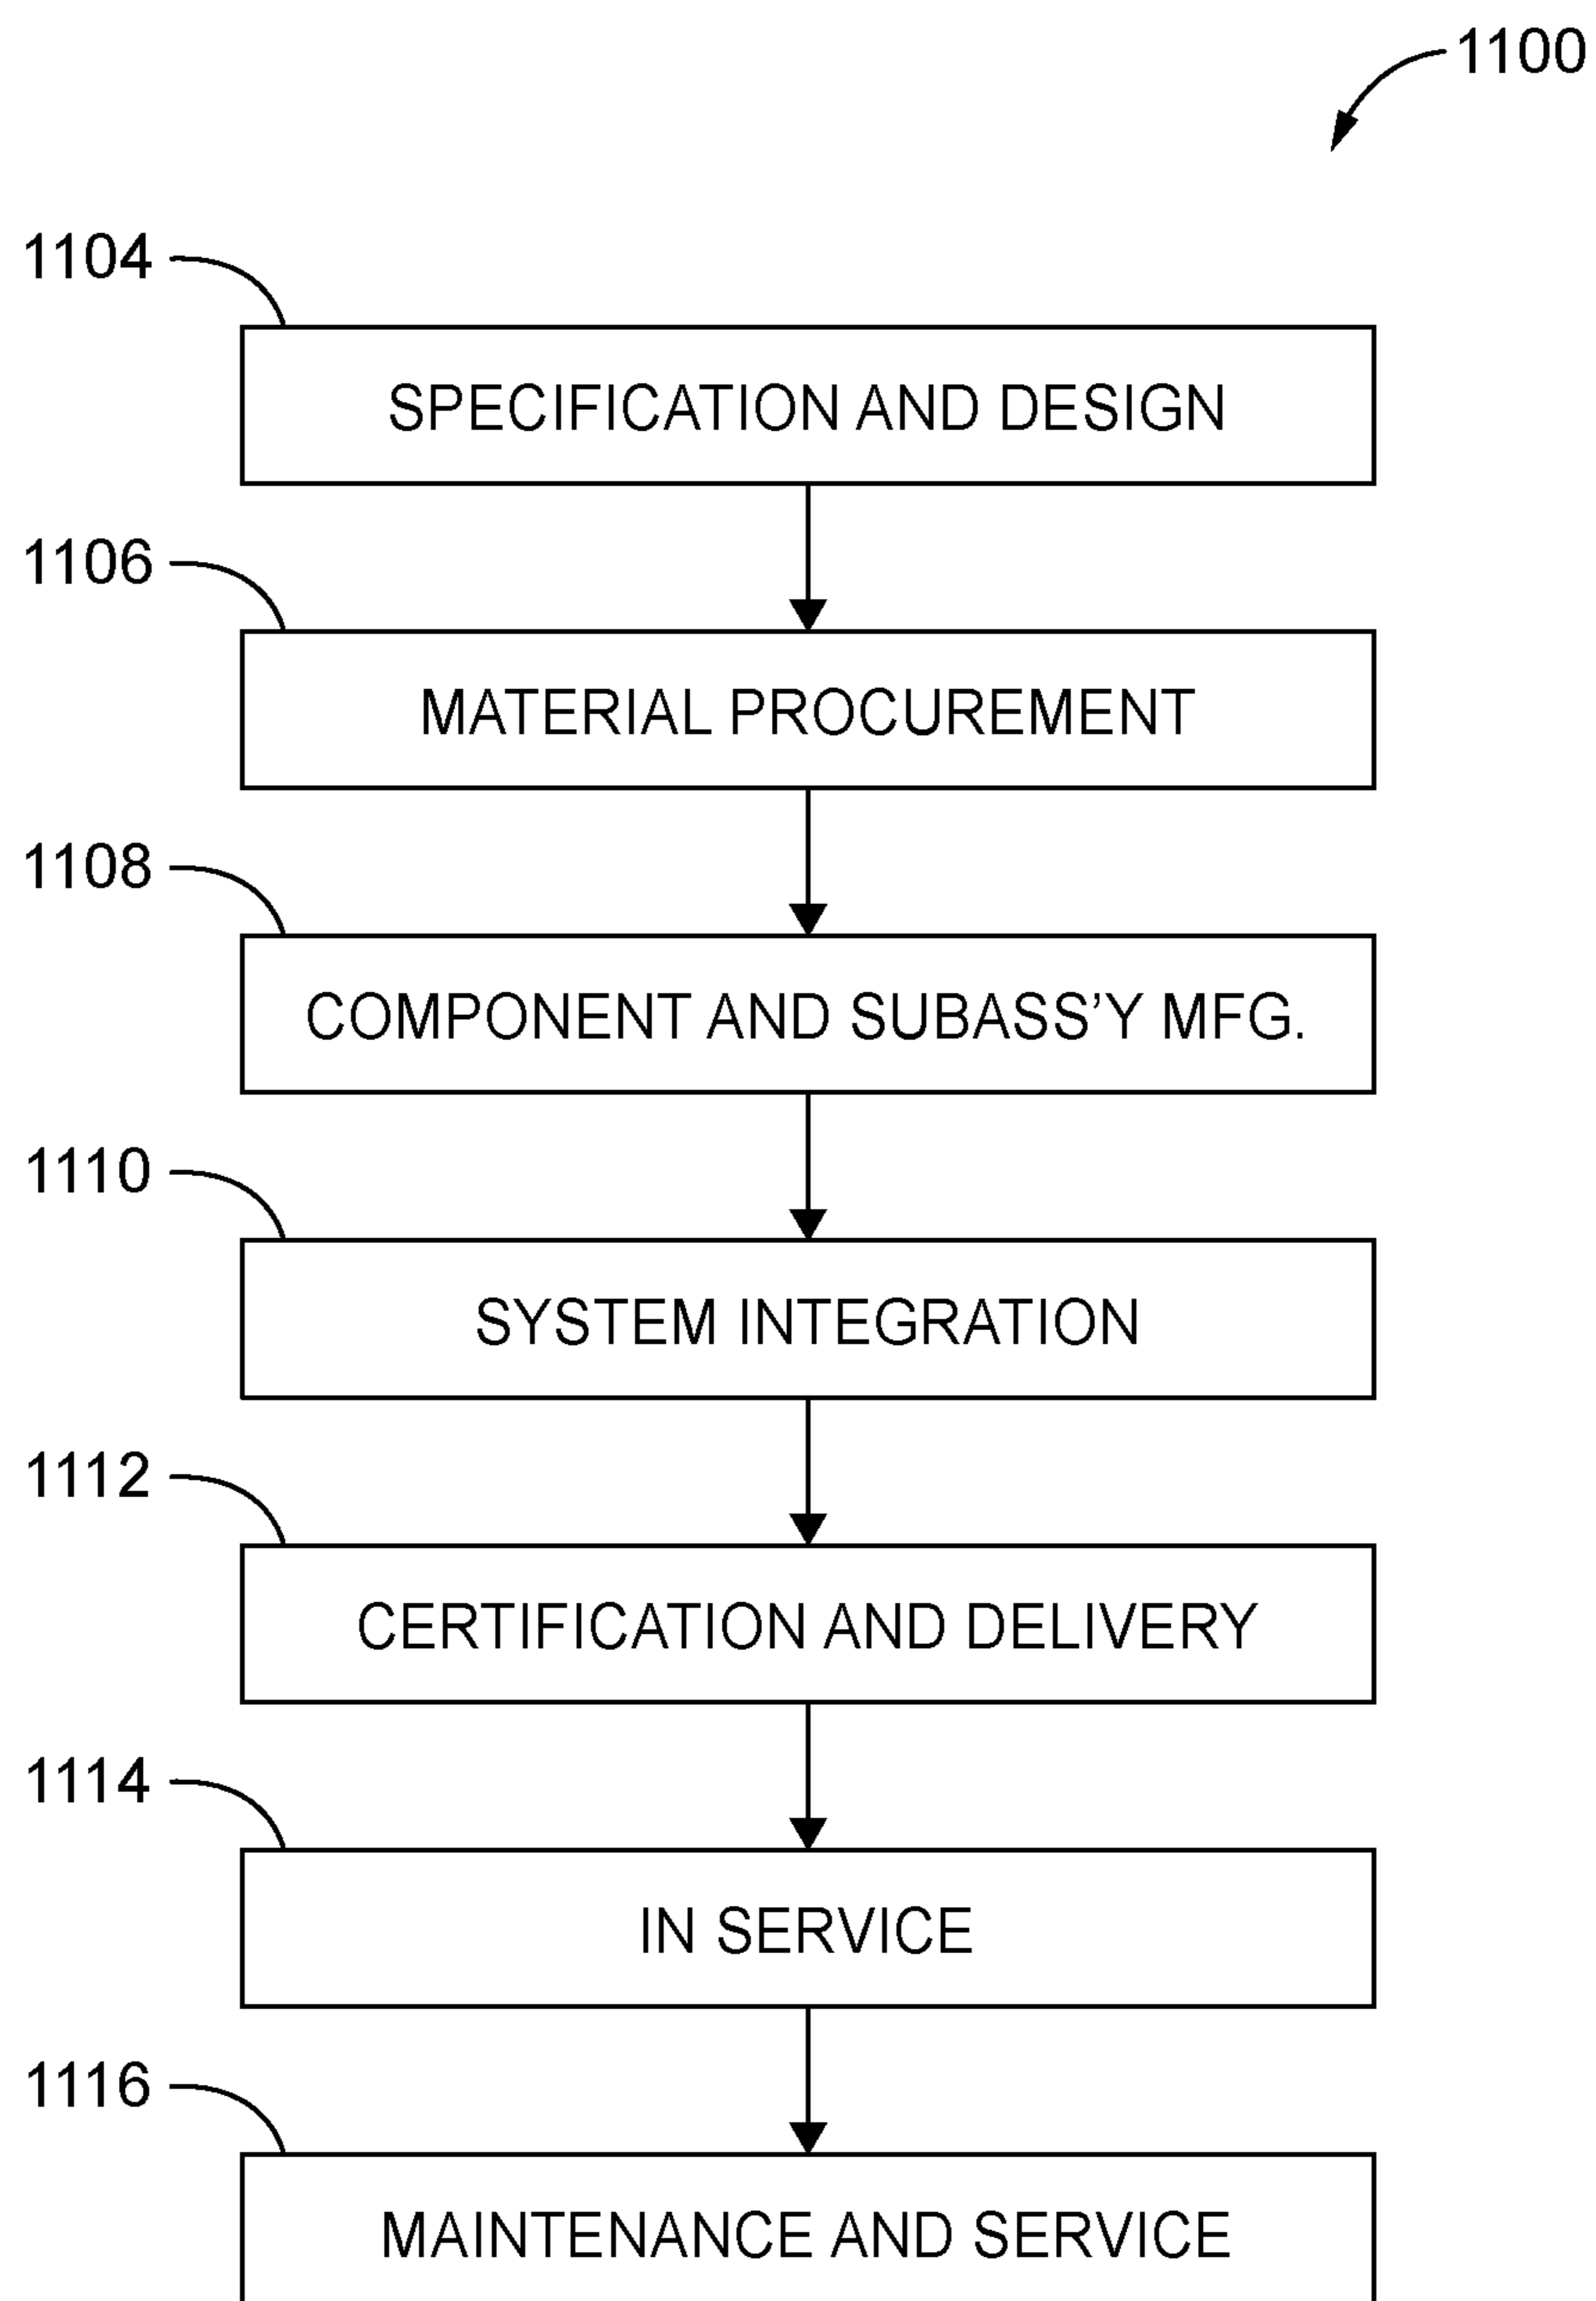 1100
1104
SPECIFICATION AND DESIGN
1106
MATERIAL PROCUREMENT
1108
COMPONENT AND SUBASS’Y MFG.
1110
SYSTEM INTEGRATION
1112
CERTIFICATION AND DELIVERY
1114
IN SERVICE
1116
MAINTENANCE AND SERVICE